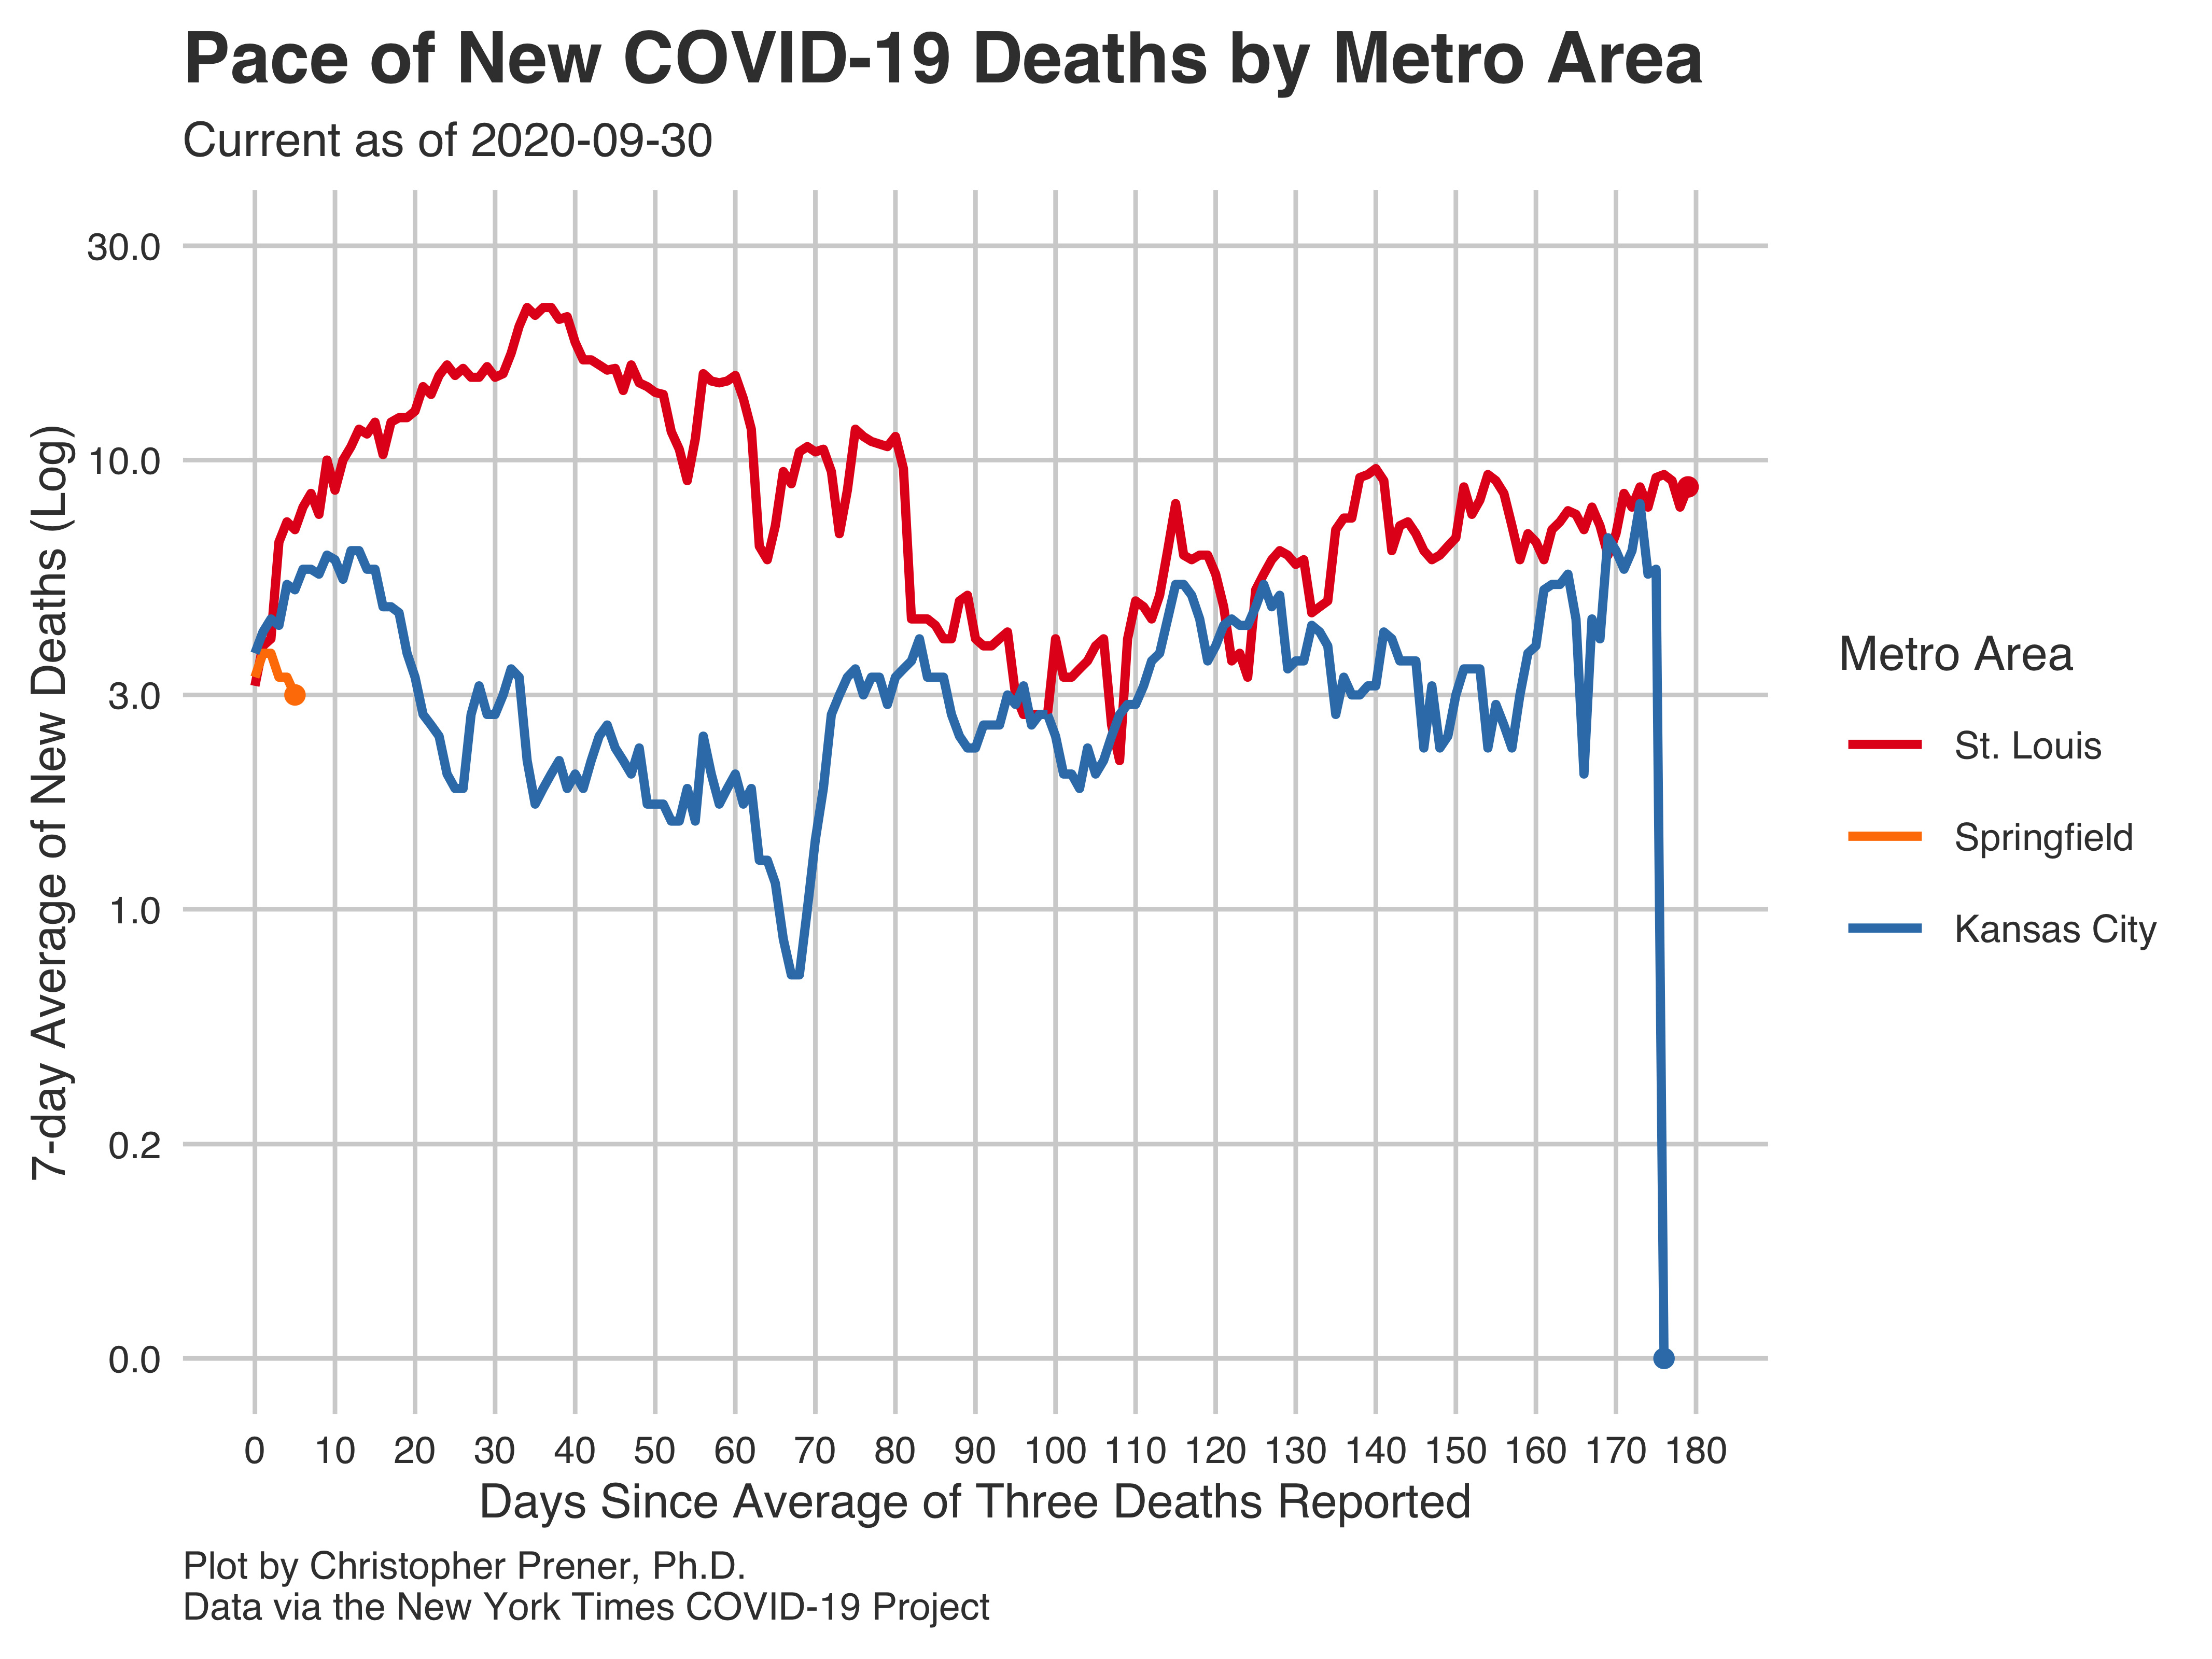 Pace of New COVID-19 Deaths by Metro Area
Current as of 2020-09-30
7-day Average of New Deaths (Log)
30.0
10.0
3.0
1.0
0.2
0.0
0 10 20 30 40 50 60 70 80 90 100 110 120 130 140 150 160 170 180
Days Since Average of Three Deaths Reported
Metro Area
St. Louis
Springfield
Kansas City
Plot by Christopher Prener, Ph.D.
Data via the New York Times COVID-19 Project